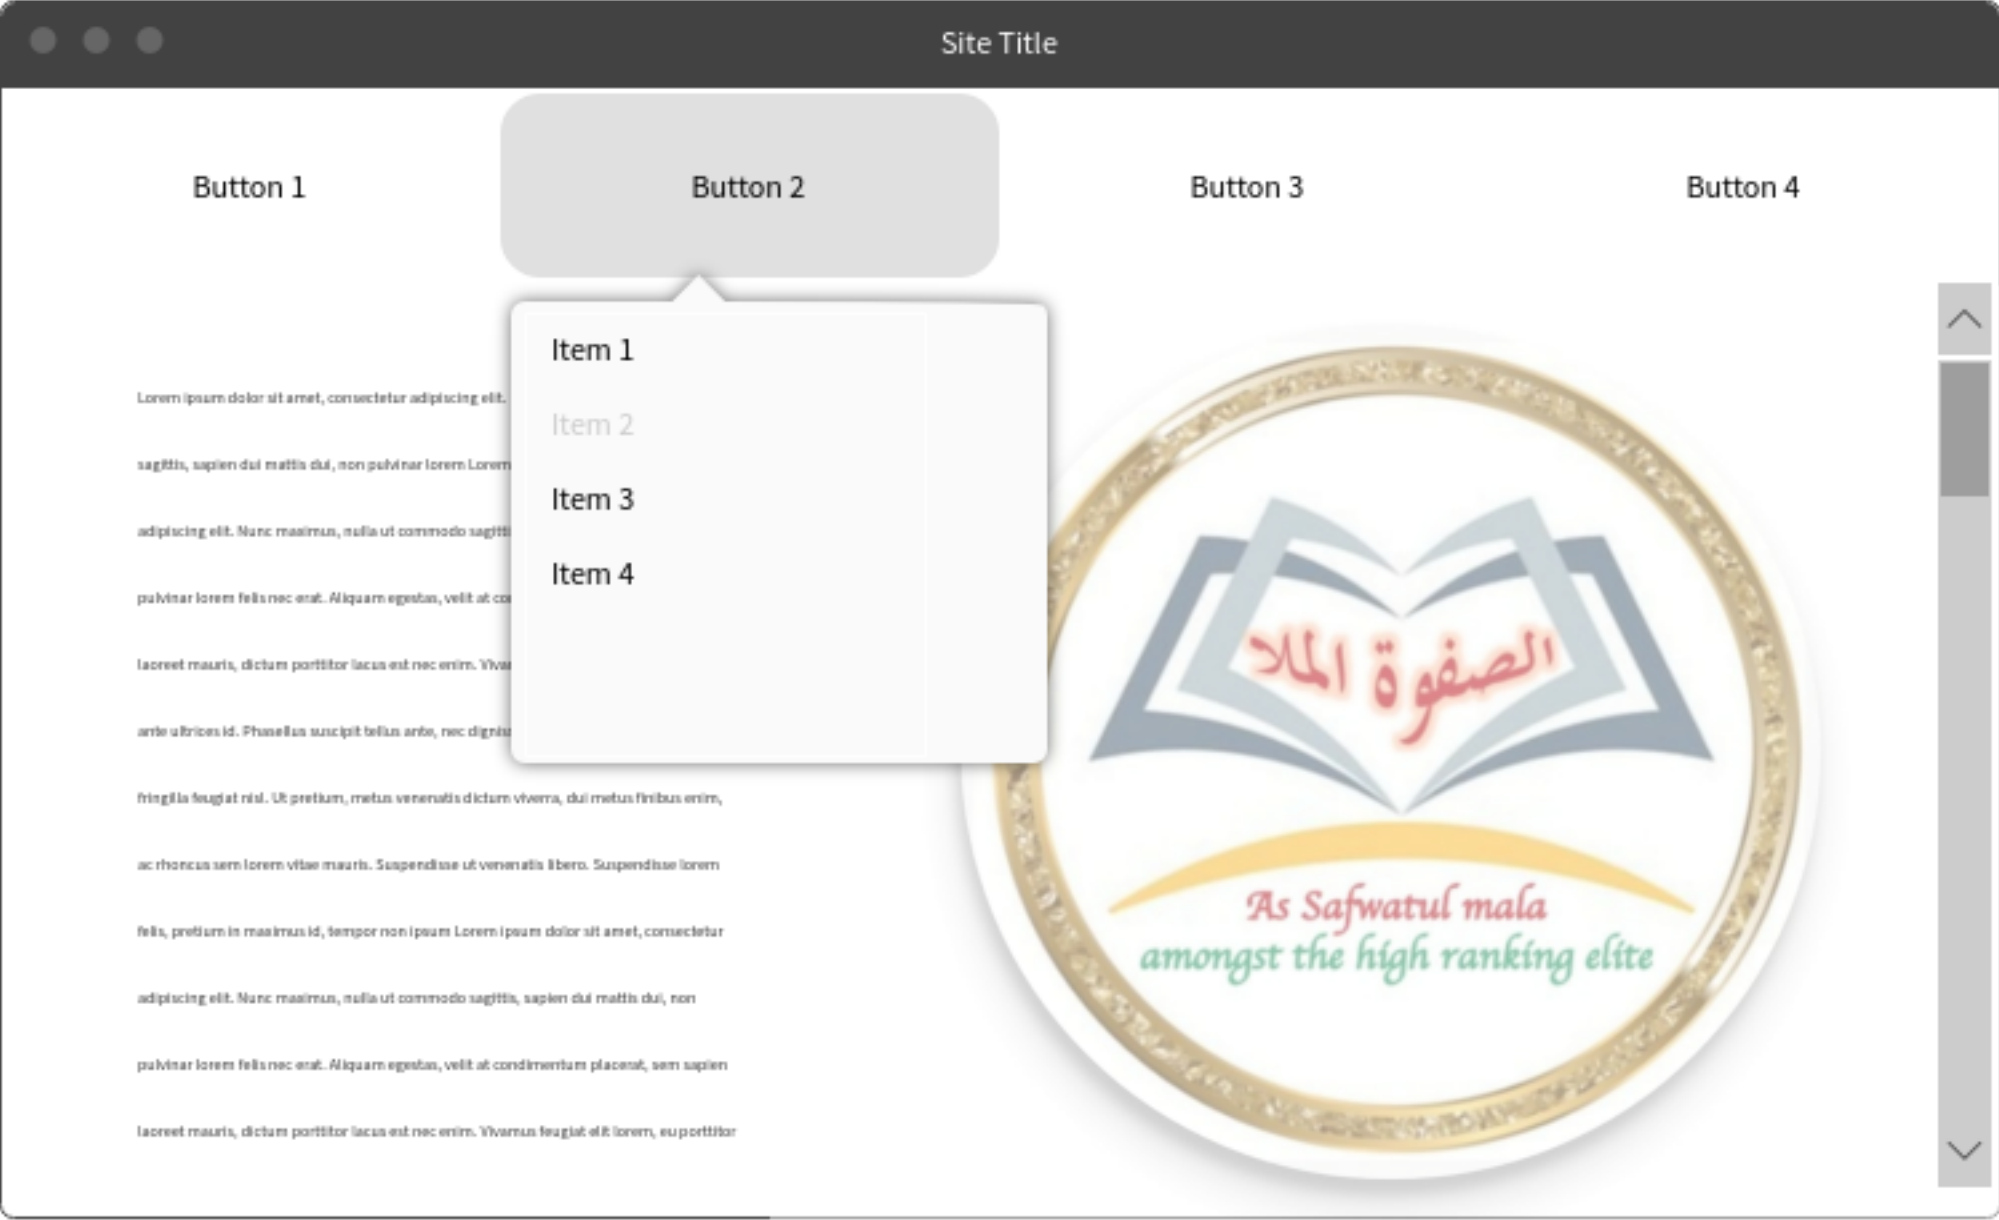 Site Title
Button 1
Button 2
Button 3
Button 4
Item 1
Item 2
Item 3
Item 4
Lorem ipsum dolor sit amet, consectetur adipiscing elit.
sagittis, sapien dui mattis dui, non pulvinar lorem Lorem
adipiscing elit. Nunc maximus, nulla ut commodo
pulvinar lorem felis nec erat. Aliquam egestas, velit at
laoreet mauris, dictum porttitor lacus est nec enim.
ante ultrices id. Phasellus suscipit tellus ante, nec
fringilla feugiat nisl. Ut pretium, metus venenatis dictum viverra, dui metus finibus enim,
ac rhoncus sem lorem vitae mauris. Suspendisse ut venenatis libero. Suspendisse lorem
felis, pretium in maximus id, tempor non ipsum Lorem ipsum dolor sit amet, consectetur
adipiscing elit. Nunc maximus, nulla ut commodo sagittis, sapien dui mattis dui, non
pulvinar lorem felis nec erat. Aliquam egestas, velit at condimentum placerat, sem sapien
laoreet mauris, dictum porttitor lacus est nec enim. Vivamus feugiat elit lorem, eu porttitor
الصفوة الملا
As Safwatul mala
amongst the high ranking elite